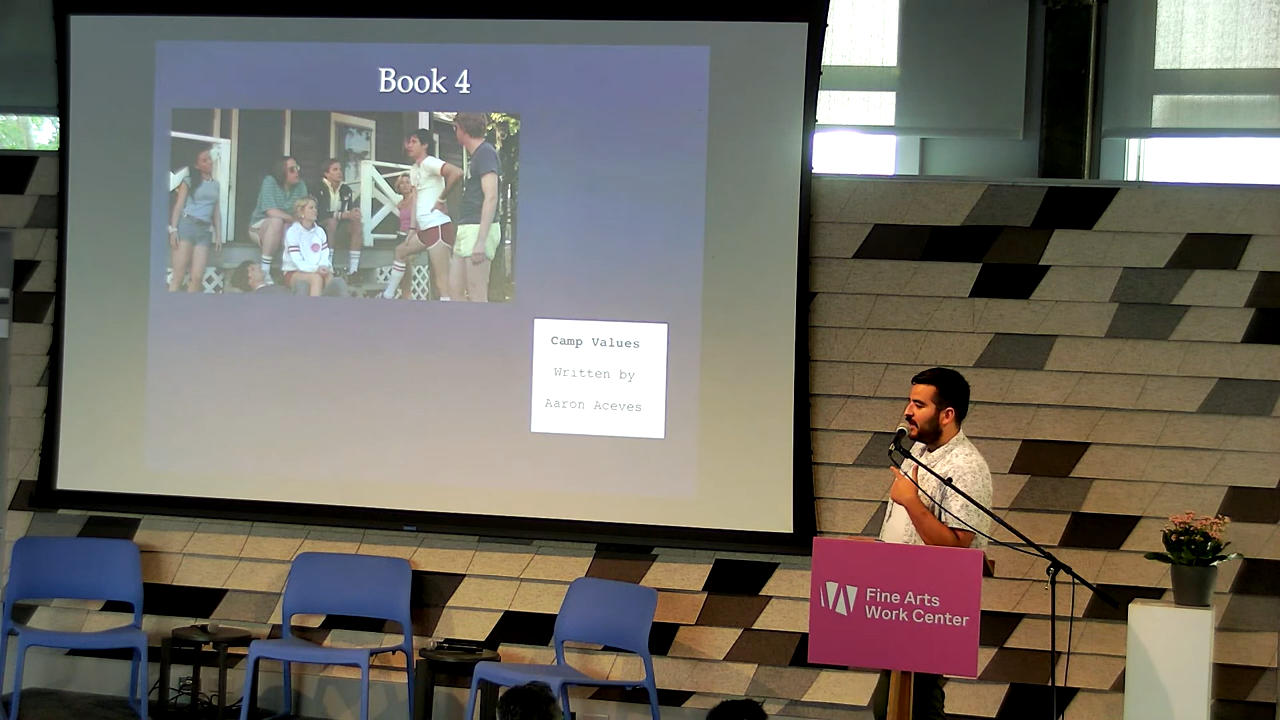 Book 4
Camp Values
Written by
Aaron Aceves
Fine Arts
Work Center